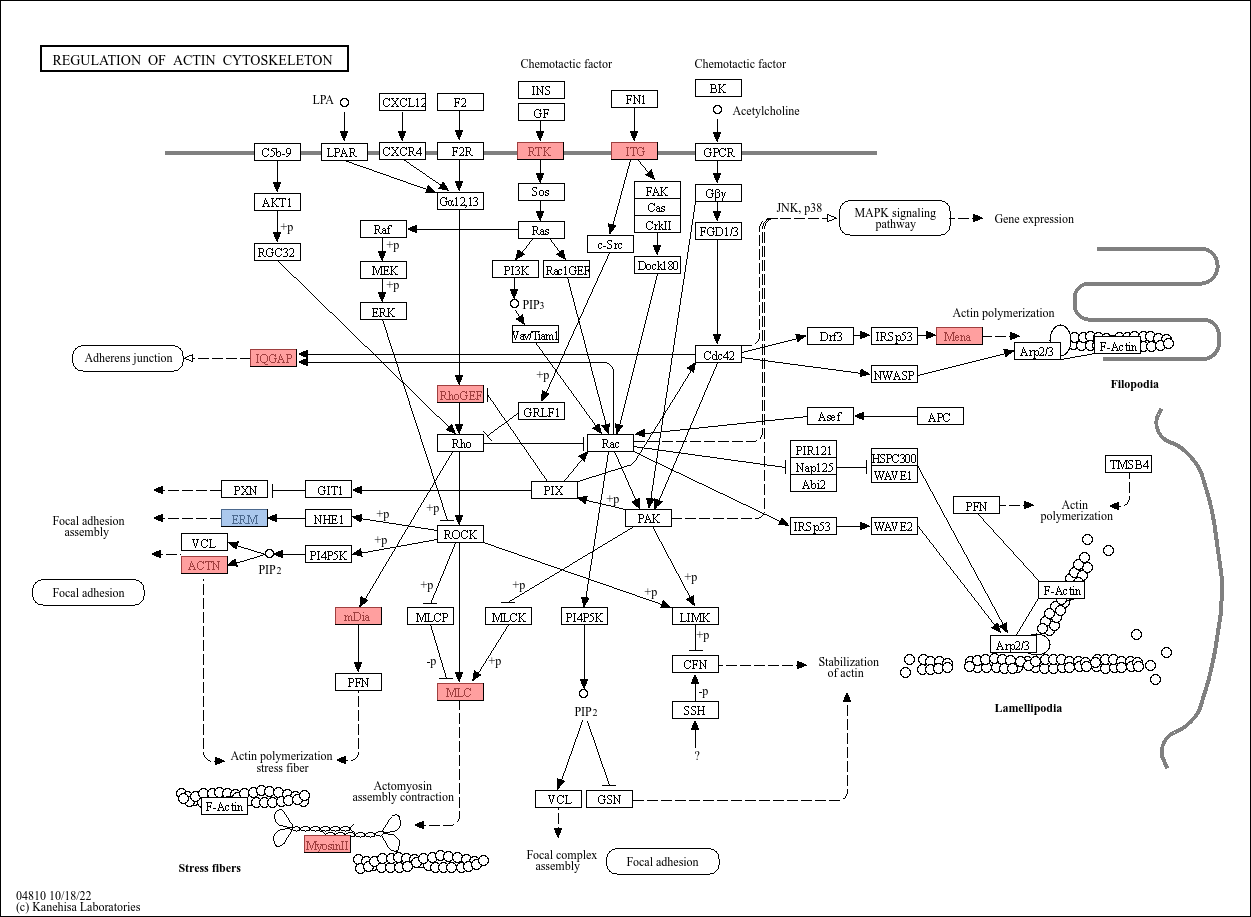 REGULATION OF ACTIN CYTOSKELETON
Chemotactic factor
Chemotactic factor
LPA
CXCL12
F2
INS
GF
FN1
BK
Acetylcholine
C5b-9
LPAR
CXCR4
F2R
RTK
ITG
GPCR
AKT1
Gα12,13
Sos
FAK
Cas
CrkII
Gβγ
JNK, p38
MAPK signaling
pathway
Gene expression
+p
Raf
Ras
c-Src
FGD1/3
RGC32
+p
MEK
PI3K
Rac1GEF
Dock180
+p
ERK
PIP3
Vav/Tiam1
Actin polymerization
Drf3
IRSp53
Mena
Arp2/3
F-Actin
Adherens junction
IQGAP
Cdc42
NWASP
Filopodia
+p
RhoGEF
GRLF1
Asef
APC
Rho
Rac
PIR121
Nap125
Abi2
HSPC300
WAVE1
TMSB4
PXN
GIT1
PIX
+p
PFN
Actin
polymerization
Focal adhesion
assembly
ERM
NHE1
+p
+p
PAK
IRSp53
WAVE2
VCL
ACTN
PIP2
PI4P5K
+p
ROCK
Focal adhesion
+p
+p
+p
+p
F-Actin
mDia
MLCP
MLCK
PI4P5K
LIMK
+p
Arp2/3
-p
+p
CFN
Stabilization
of actin
PFN
MLC
-p
SSH
Lamellipodia
PIP2
?
Actin polymerization
stress fiber
Actomyosin
assembly contraction
F-Actin
VCL
GSN
MyosinII
Stress fibers
Focal complex
assembly
Focal adhesion
04810 10/18/22
(c) Kanehisa Laboratories